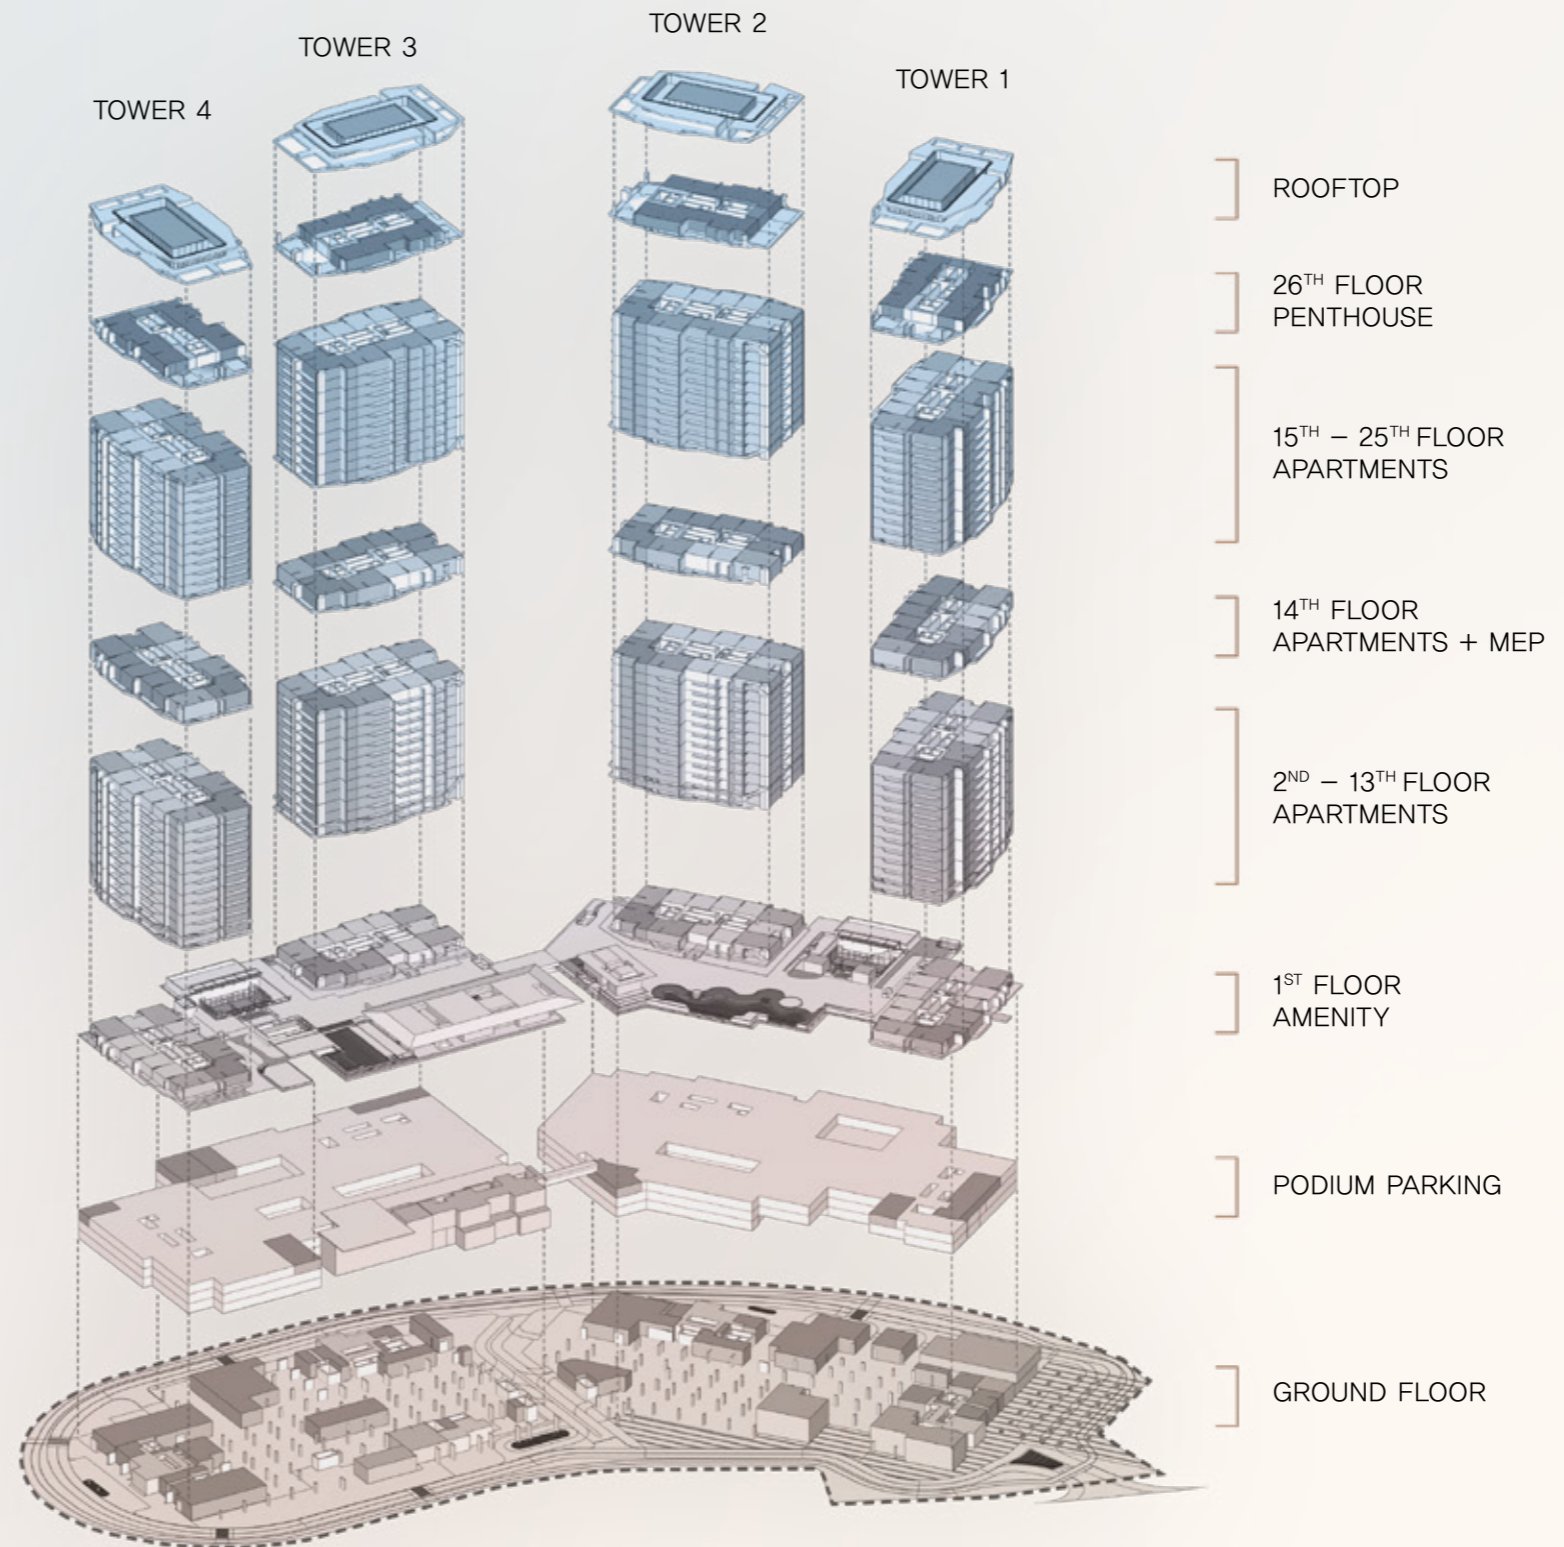 TOWER 4
TOWER 3
TOWER 2
TOWER 1
ROOFTOP
26TH FLOOR
PENTHOUSE
15TH – 25TH FLOOR
APARTMENTS
14TH FLOOR
APARTMENTS + MEP
2ND – 13TH FLOOR
APARTMENTS
1ST FLOOR
AMENITY
PODIUM PARKING
GROUND FLOOR